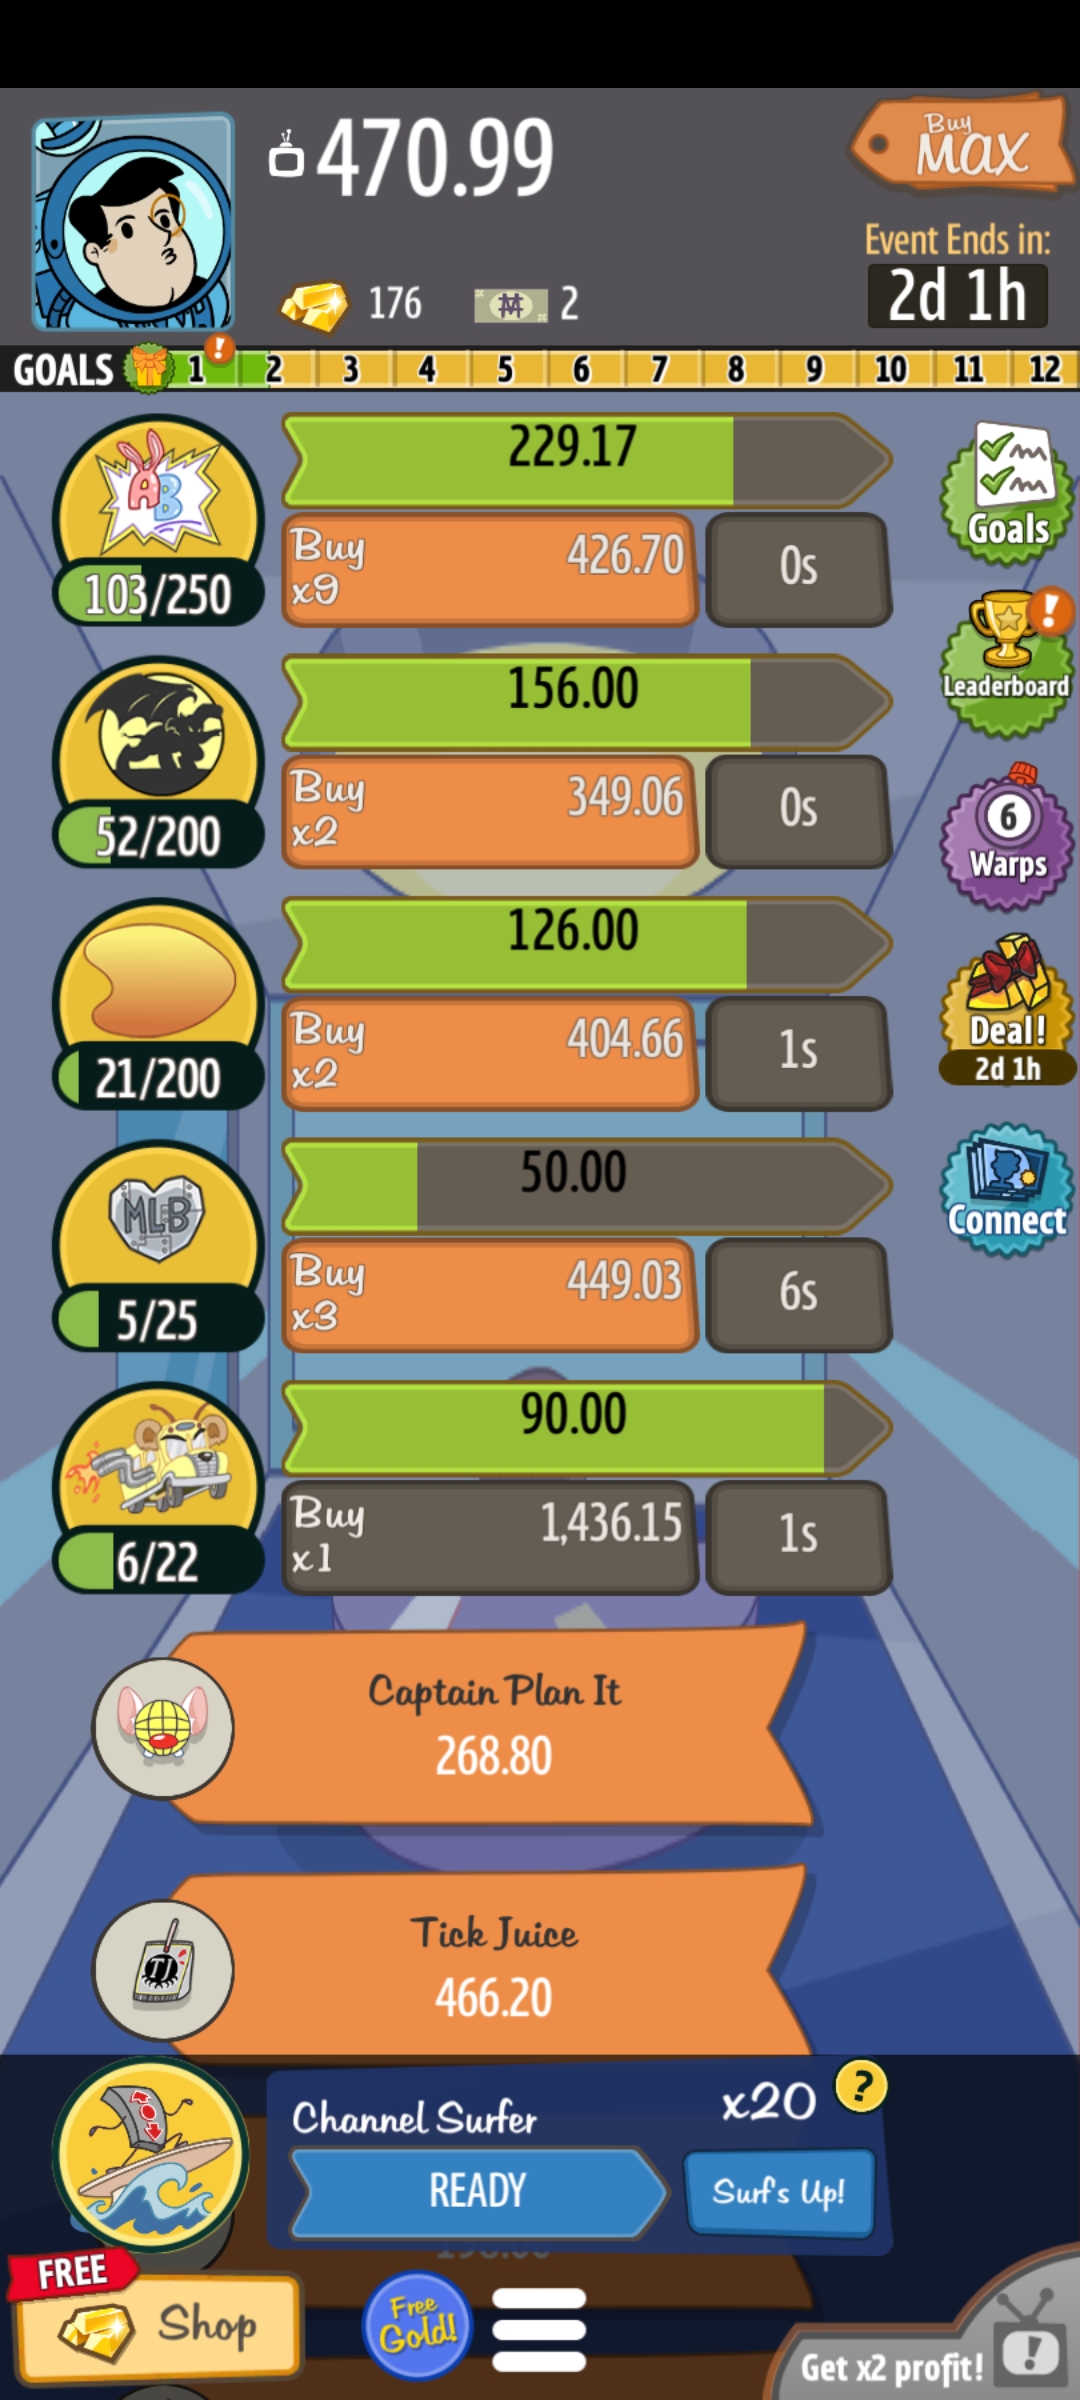 470.99
Buy
MAX
Event Ends in:
2d 1h
176
2
GOALS 1 ! 2 3 4 5 6 7 8 9 10 11 12
AB
229.17
Buy
x9
426.70
0s
103/250
Goals
156.00
Buy
x2
349.06
0s
52/200
!
Leaderboard
126.00
Buy
x2
404.66
1s
21/200
6
Warps
Deal!
2d 1h
MLB
50.00
Buy
x3
449.03
6s
5/25
Connect
90.00
Buy
x1
1,436.15
1s
6/22
Captain Plan It
268.80
TJ
Tick Juice
466.20
Channel Surfer
x20
?
READY
Surf's Up!
FREE
Shop
Free
Gold!
Get x2 profit!
!